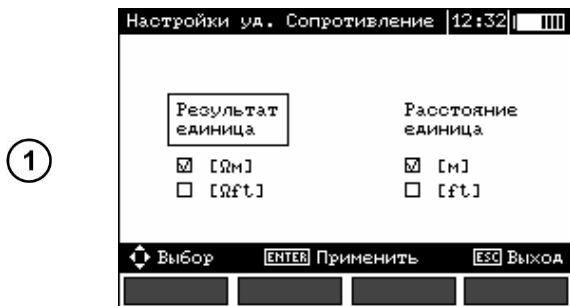 Настройки уд. Сопротивление 12:32
Результат Расстояние
единица единица
[Ωм] [м]
[Ωft] [ft]
1
Выбор ENTER Применить ESC Выход